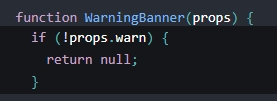 function WarningBanner(props) {
  if (!props.warn) {
    return null;
  }